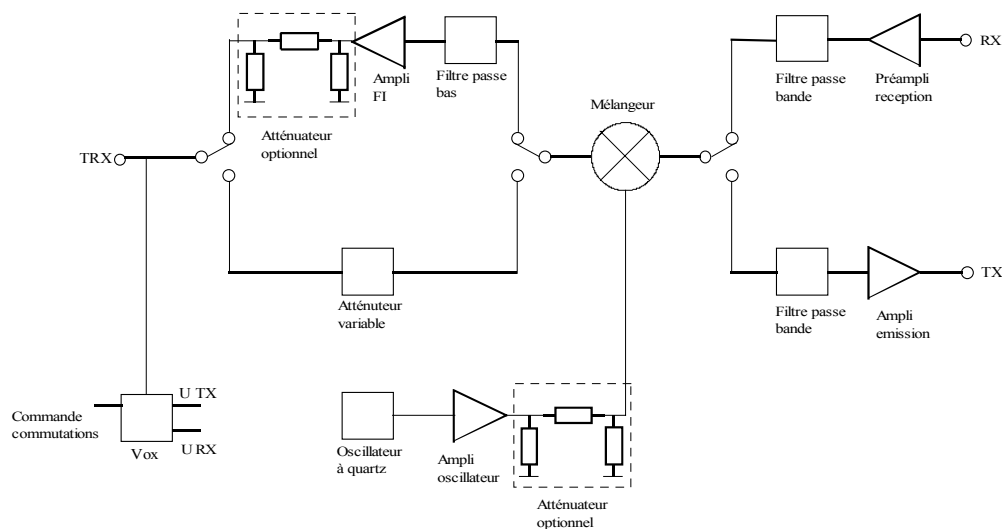 RX
Ampli
FI
Filtre passe
bas
Filtre passe
bande
Préampli
reception
Mélangeur
Atténuateur
optionnel
TRX
TX
Atténuteur
variable
Filtre passe
bande
Ampli
emission
Commande
commutations
U TX
U RX
Vox
Oscillateur
à quartz
Ampli
oscillateur
Atténuateur
optionnel